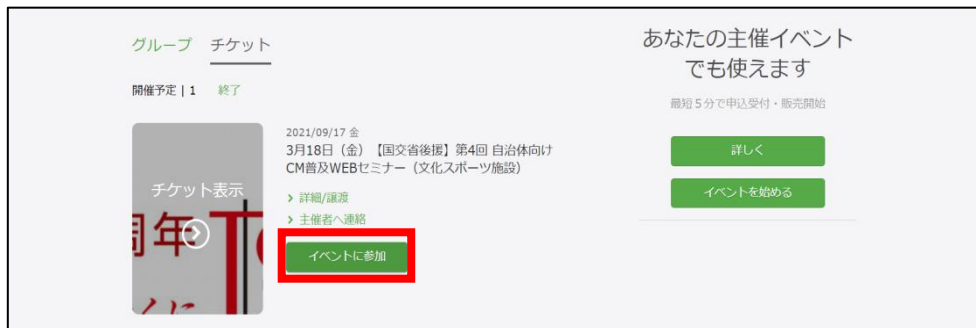 グループ チケット
開催予定 | 1 終了
チケット表示
周年
2021/09/17 金
3月18日（金）【国交省後援】第4回 自治体向け
CM普及WEBセミナー（文化スポーツ施設）
> 詳細/譲渡
> 主催者へ連絡
イベントに参加
あなたの主催イベント
でも使えます
最短５分で申込受付・販売開始
詳しく
イベントを始める